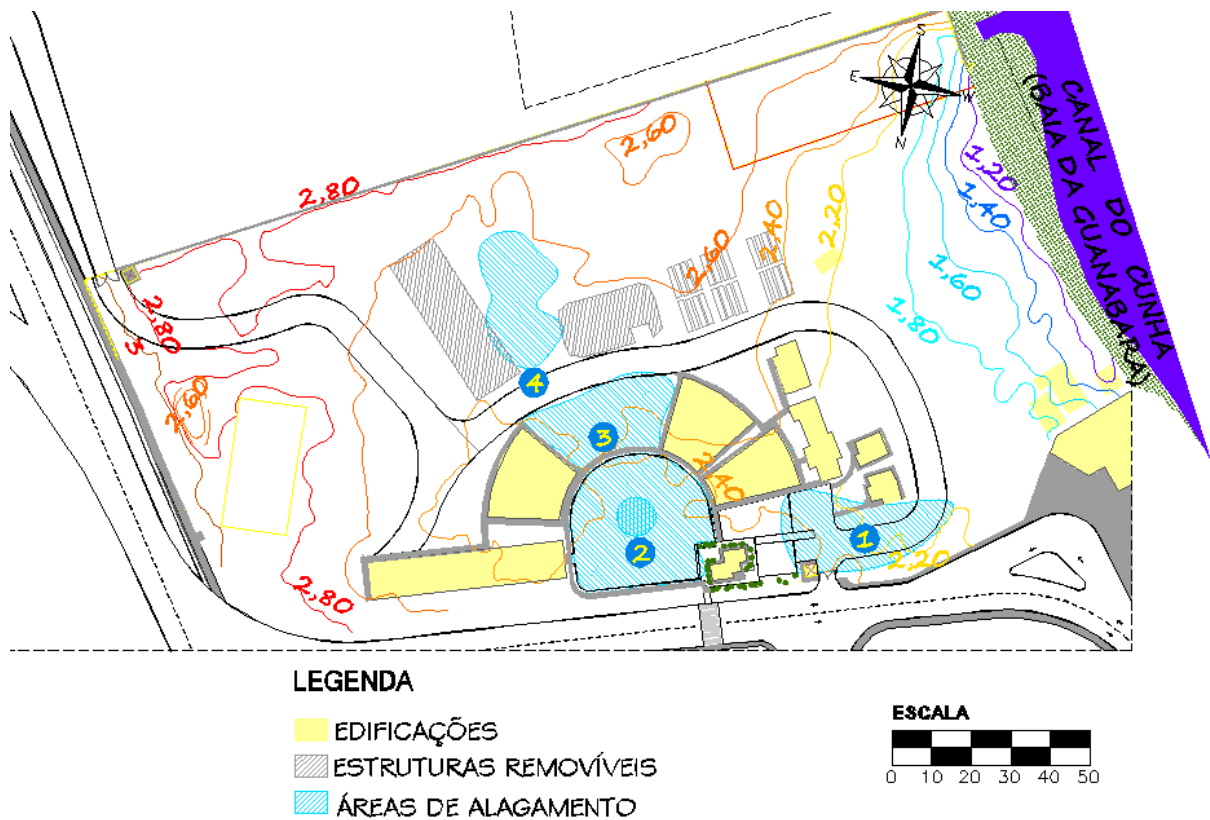 S
E
W
N
CANAL DO CUNHA
(BAIA DA GUANABARA)
2,60
2,80
1,20
1,40
2,20
2,40
2,60
1,60
1,80
2,80
3
2,60
4
3
2,40
2
1
2,20
2,80
LEGENDA
EDIFICAÇÕES
ESTRUTURAS REMOVÍVEIS
ÁREAS DE ALAGAMENTO
ESCALA
0 10 20 30 40 50